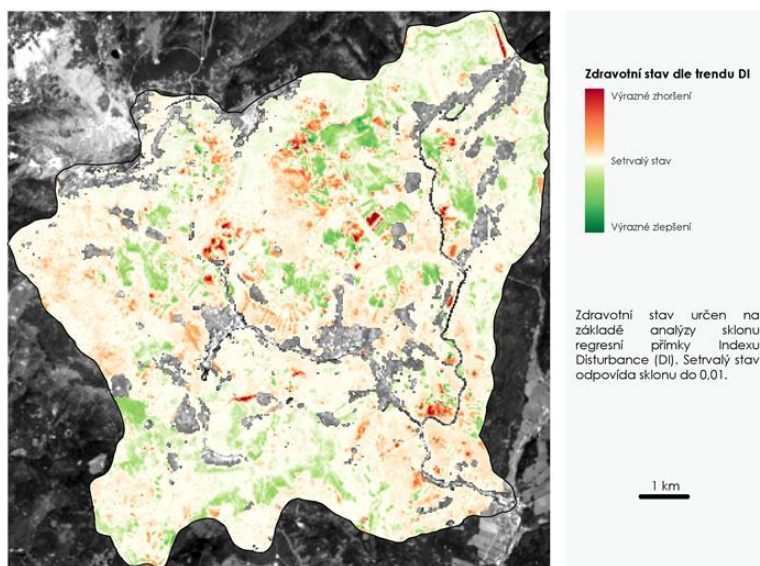 Zdravotní stav dle trendu DI
Výrazné zhoršení
Setrvalý stav
Výrazné zlepšení
Zdravotní stav určen na
základě analýzy sklonu
regresní přímky Indexu
Disturbance (DI). Setrvalý stav
odpovída sklonu do 0,01.
1 km